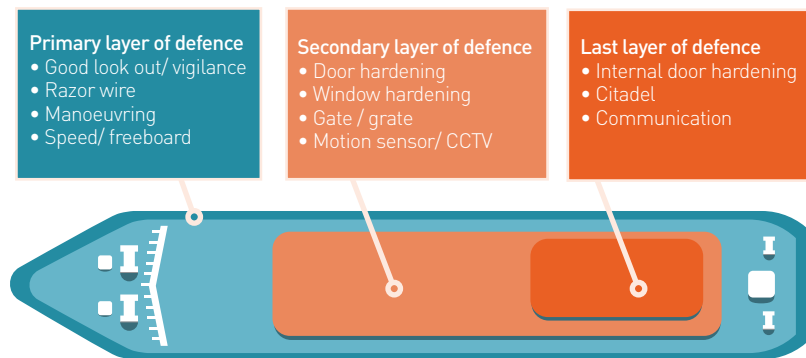 Primary layer of defence
• Good look out/ vigilance
• Razor wire
• Manoeuvring
• Speed/ freeboard
Secondary layer of defence
• Door hardening
• Window hardening
• Gate / grate
• Motion sensor/ CCTV
Last layer of defence
• Internal door hardening
• Citadel
• Communication